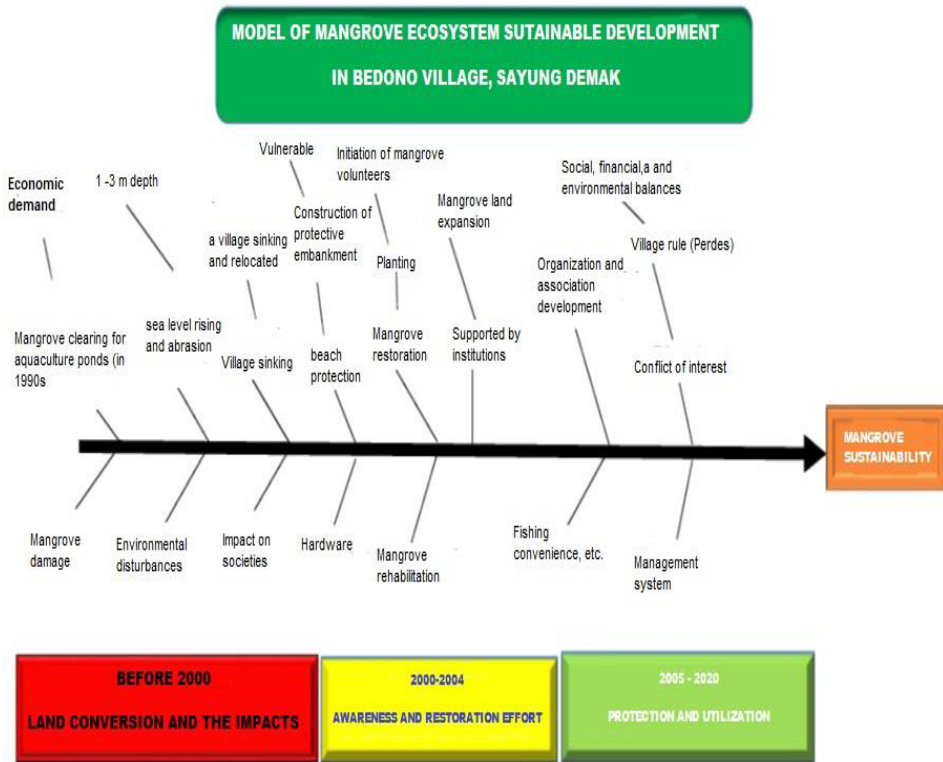 MODEL OF MANGROVE ECOSYSTEM SUTAINABLE DEVELOPMENT
IN BEDONO VILLAGE, SAYUNG DEMAK
Economic
demand
1 -3 m depth
a village sinking
and relocated
Vulnerable
Construction of
protective
embankment
Initiation of mangrove
volunteers
Planting
Mangrove land
expansion
Organization and
association
development
Social, financial,a and
environmental balances
Village rule (Perdes)
Mangrove clearing for
aquaculture ponds (in
1990s
sea level rising
and abrasion
Village sinking
beach
protection
Mangrove
restoration
Supported by
institutions
Conflict of interest
MANGROVE
SUSTAINABILITY
Mangrove
damage
Environmental
disturbances
Impact on
societies
Hardware
Mangrove
rehabilitation
Fishing
convenience, etc.
Management
system
BEFORE 2000
LAND CONVERSION AND THE IMPACTS
2000-2004
AWARENESS AND RESTORATION EFFORT
2005 - 2020
PROTECTION AND UTILIZATION